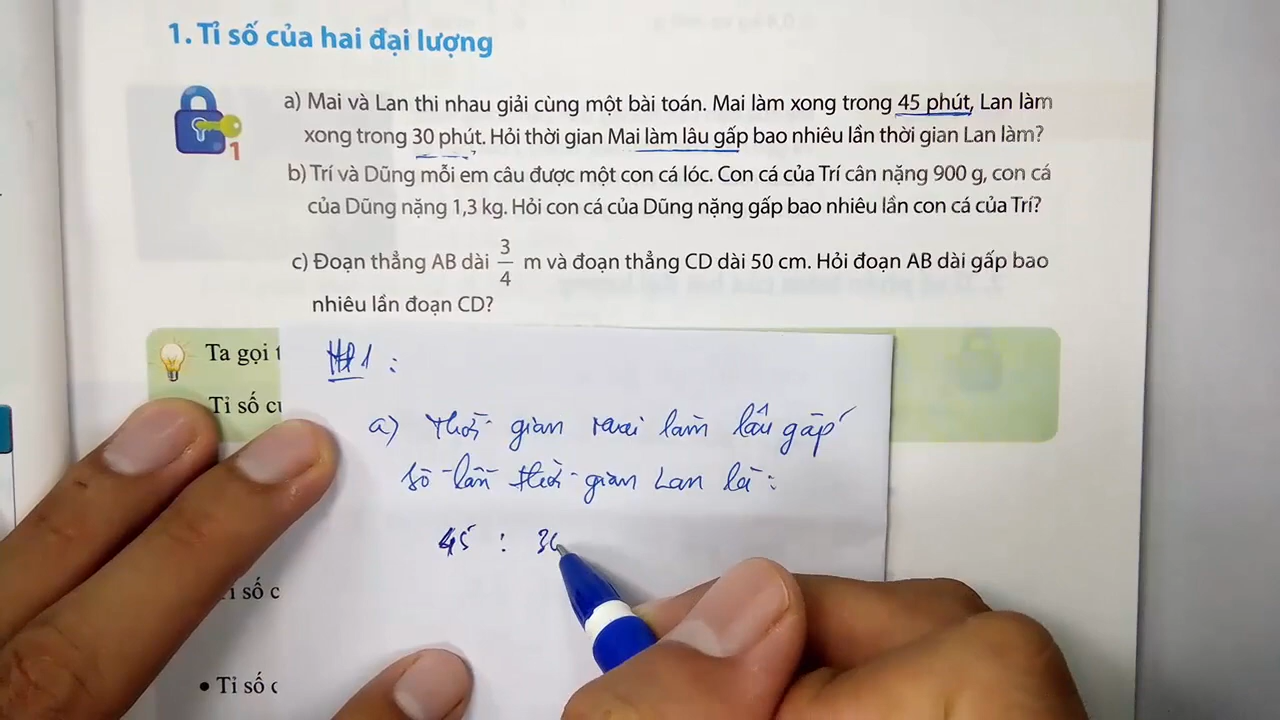 1. Tỉ số của hai đại lượng
a) Mai và Lan thi nhau giải cùng một bài toán. Mai làm xong trong 45 phút, Lan làm
xong trong 30 phút. Hỏi thời gian Mai làm lâu gấp bao nhiêu lần thời gian Lan làm?
1
b) Trí và Dũng mỗi em câu được một con cá lóc. Con cá của Trí cân nặng 900 g, con cá
của Dũng nặng 1,3 kg. Hỏi con cá của Dũng nặng gấp bao nhiêu lần con cá của Trí?
c) Đoạn thẳng AB dài 3/4 m và đoạn thẳng CD dài 50 cm. Hỏi đoạn AB dài gấp bao
nhiêu lần đoạn CD?
Ta gọi
HĐ1:
Tỉ số
a) Thời gian Mai làm lâu gấp
số lần thời gian Lan là:
45 : 30
số c
• Tỉ số c